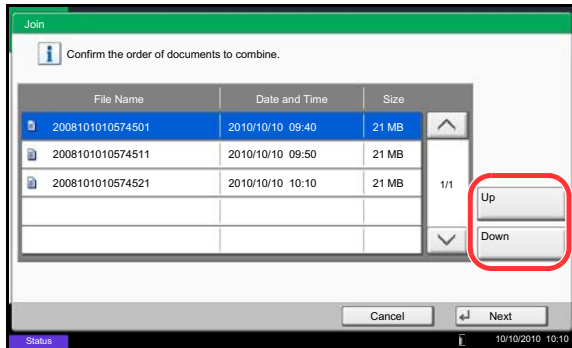 Join
Confirm the order of documents to combine.
File Name Date and Time Size
2008101010574501 2010/10/10 09:40 21 MB
2008101010574511 2010/10/10 09:50 21 MB
2008101010574521 2010/10/10 10:10 21 MB
1/1
Up
Down
Cancel Next
Status 10/10/2010 10:10